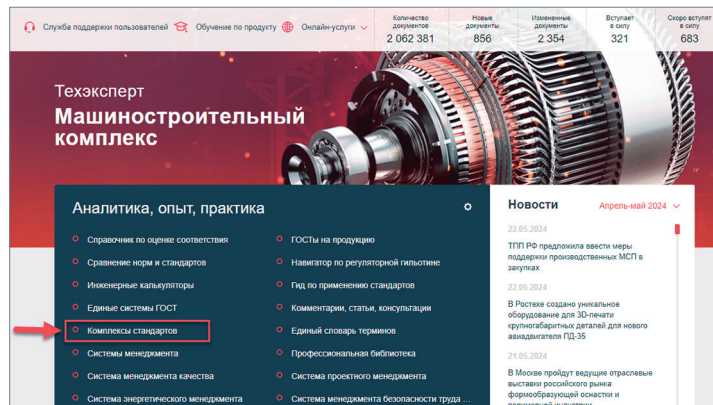 Служба поддержки пользователей
Обучение по продукту
Онлайн-услуги
Количество документов
2 062 381
Новые документы
856
Измененные документы
2 354
Вступает в силу
321
Скоро вступят в силу
683
Техэксперт
Машиностроительный
комплекс
Аналитика, опыт, практика
Справочник по оценке соответствия
Сравнение норм и стандартов
Инженерные калькуляторы
Единые системы ГОСТ
Комплексы стандартов
Системы менеджмента
Система менеджмента качества
Система энергетического менеджмента
ГОСТы на продукцию
Навигатор по регуляторной гильотине
Гид по применению стандартов
Комментарии, статьи, консультации
Единый словарь терминов
Профессиональная библиотека
Система проектного менеджмента
Система менеджмента безопасности труда ...
Новости
Апрель-май 2024
22.05.2024
ТПП РФ предложила ввести меры
поддержки производственных МСП в
закупках
22.05.2024
В Ростехе создано уникальное
оборудование для 3D-печати
крупногабаритных деталей для нового
авиадвигателя ПД-35
21.05.2024
В Москве пройдут ведущие отраслевые
выставки российского рынка
формообразующей оснастки и
полимерной индустрии